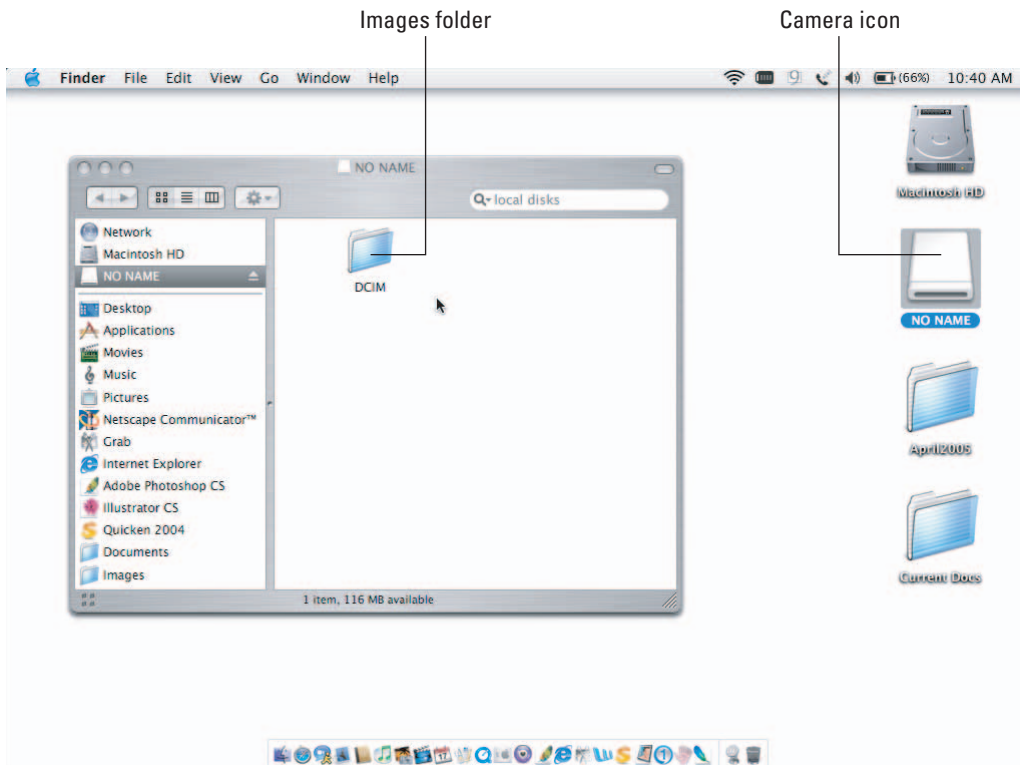 Images folder
Camera icon
Finder File Edit View Go Window Help
(66%) 10:40 AM
NO NAME
local disks
Network
Macintosh HD
NO NAME
Desktop
Applications
Movies
Music
Pictures
Netscape Communicator™
Grab
Internet Explorer
Adobe Photoshop CS
Illustrator CS
Quicken 2004
Documents
Images
DCIM
1 item, 116 MB available
Macintosh HD
NO NAME
April2005
Current Docs
17